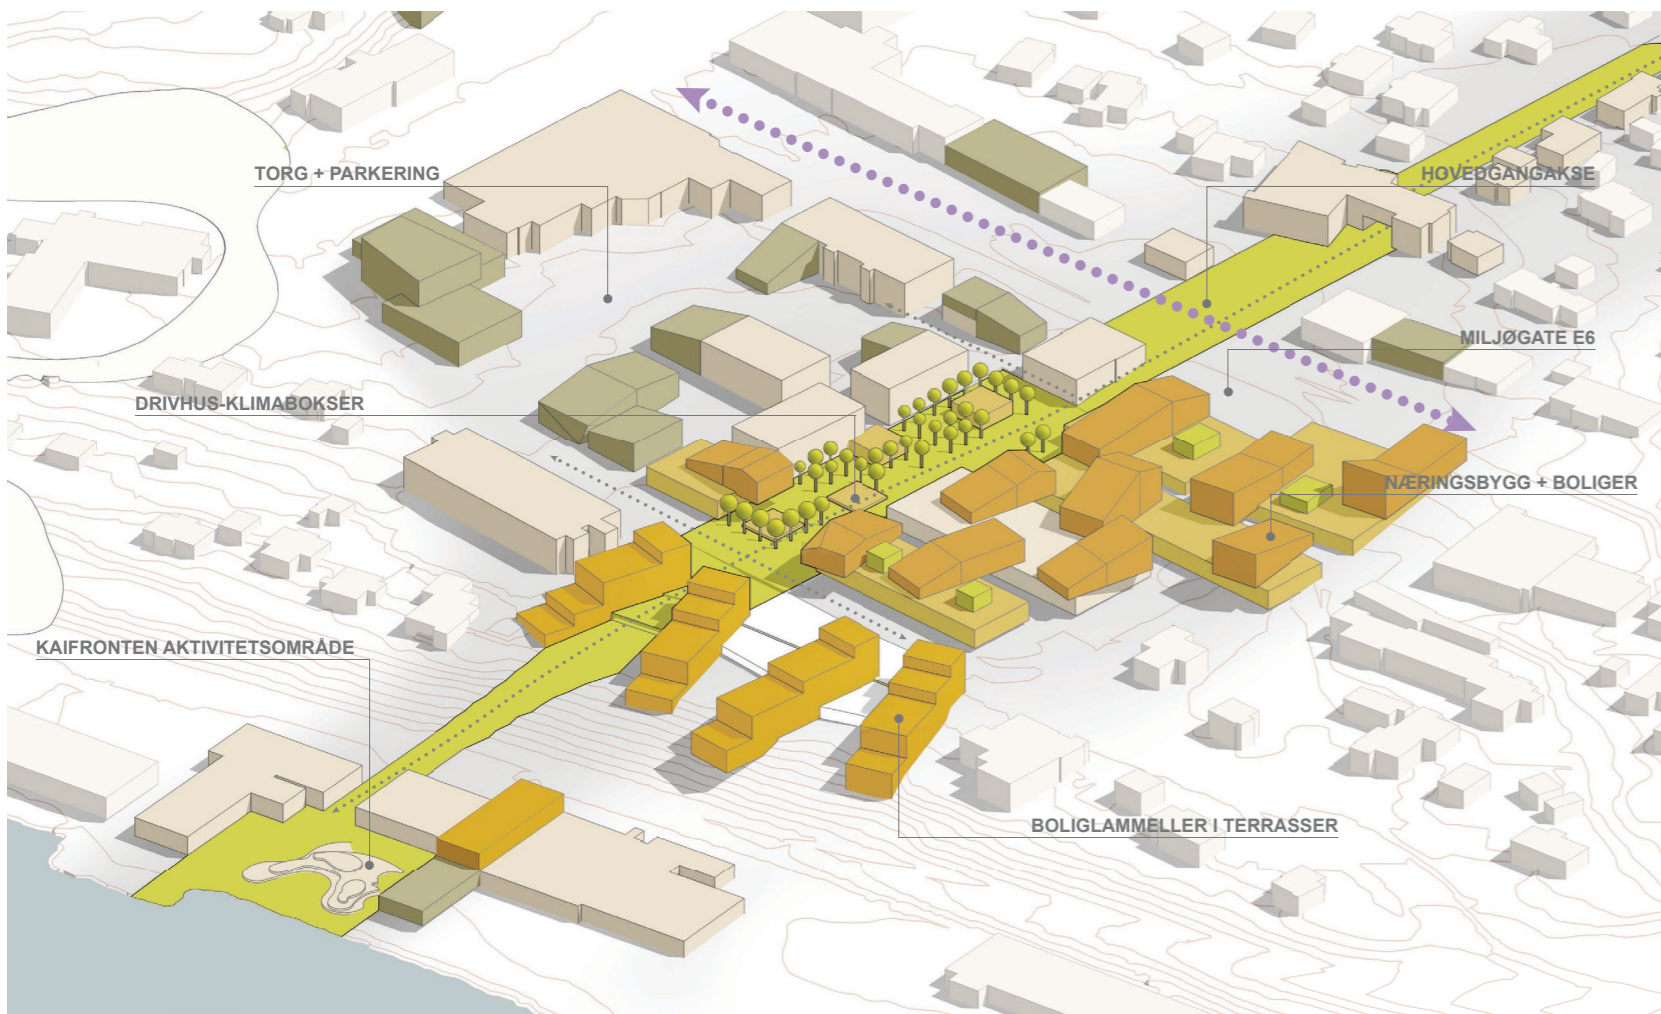 TORG + PARKERING
HOVEDGANGAKSE
MILJØGATE E6
DRIVHUS-KLIMABOKSER
NÆRINGSBYGG + BOLIGER
KAIFRONTEN AKTIVITETSOMRÅDE
BOLIGLAMMELLER I TERRASSER